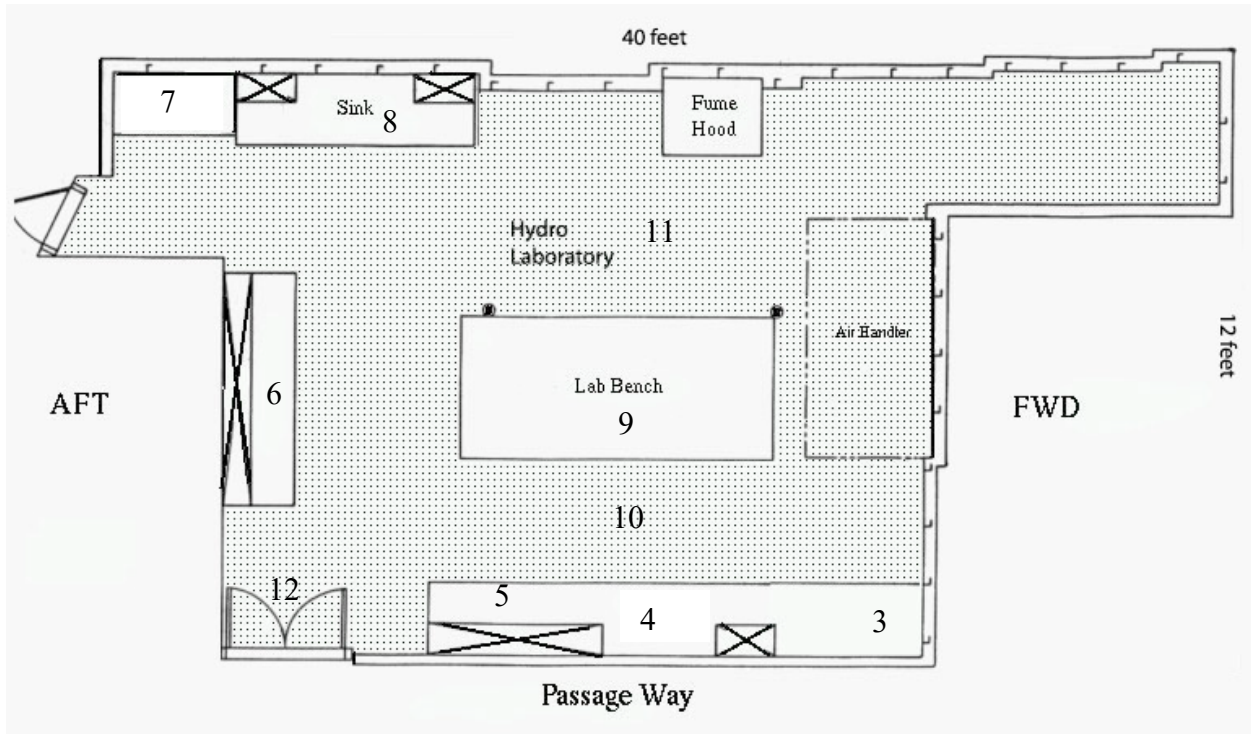 40 feet
7
Sink
8
Fume
Hood
Hydro
Laboratory
11
Air Handler
12 feet
AFT
6
Lab Bench
9
FWD
10
12
5
4
3
Passage Way